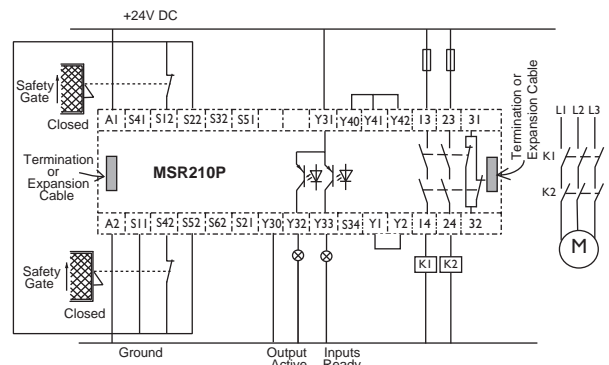 +24V DC
Safety
Gate
Closed
A1 S41 S12 S22 S32 S51 Y31 Y40 Y41 Y42 13 23 31
Termination or
Expansion Cable
L1 L2 L3
Termination
or
Expansion
Cable
MSR210P
K1
K2
A2 S11 S42 S52 S62 S21 Y30 Y32 Y33 S34 Y1 Y2 14 24 32
M
Safety
Gate
K1 K2
Closed
Ground
Output
Active
Inputs
Ready